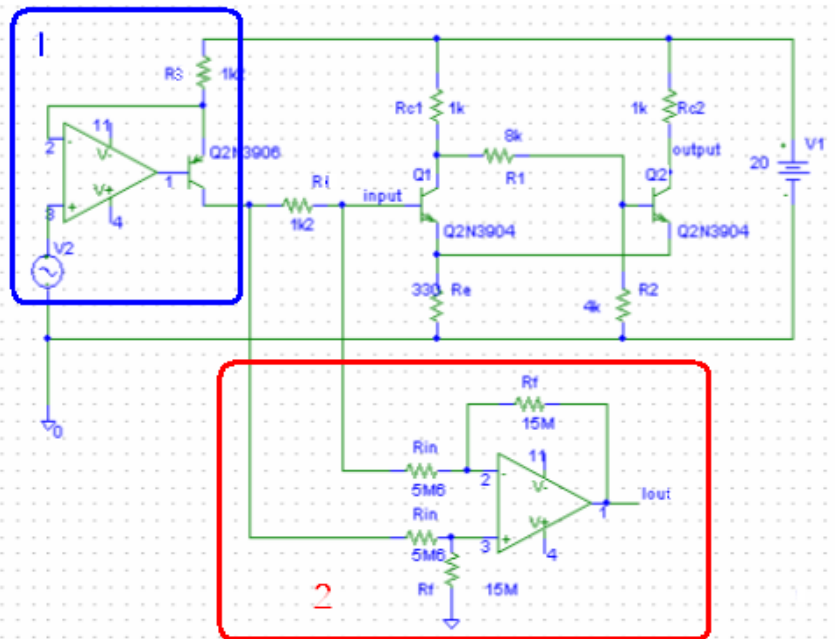 1
R3
1k2
Rc1
1k
1k
Rc2
8k
R1
output
V1
20
11
V-
2
1
V+
3
4
Q2N3906
V2
Ri
1k2
input
Q1
Q2N3904
Q2
Q2N3904
330
Re
4k
R2
0
Rf
15M
Rin
5M6
11
V-
2
Iout
1
V+
4
Rin
5M6
3
Rf
15M
2